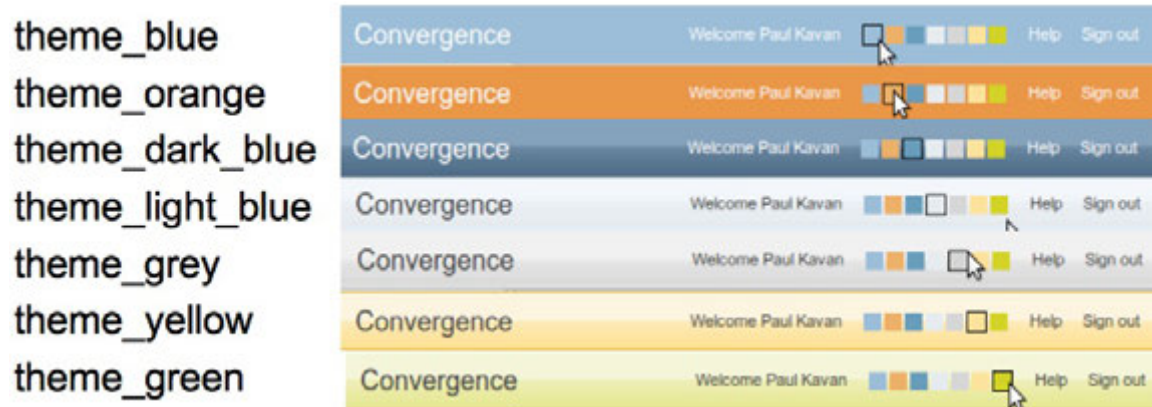 theme_blue Convergence Welcome Paul Kavan Help Sign out
theme_orange Convergence Welcome Paul Kavan Help Sign out
theme_dark_blue Convergence Welcome Paul Kavan Help Sign out
theme_light_blue Convergence Welcome Paul Kavan Help Sign out
theme_grey Convergence Welcome Paul Kavan Help Sign out
theme_yellow Convergence Welcome Paul Kavan Help Sign out
theme_green Convergence Welcome Paul Kavan Help Sign out